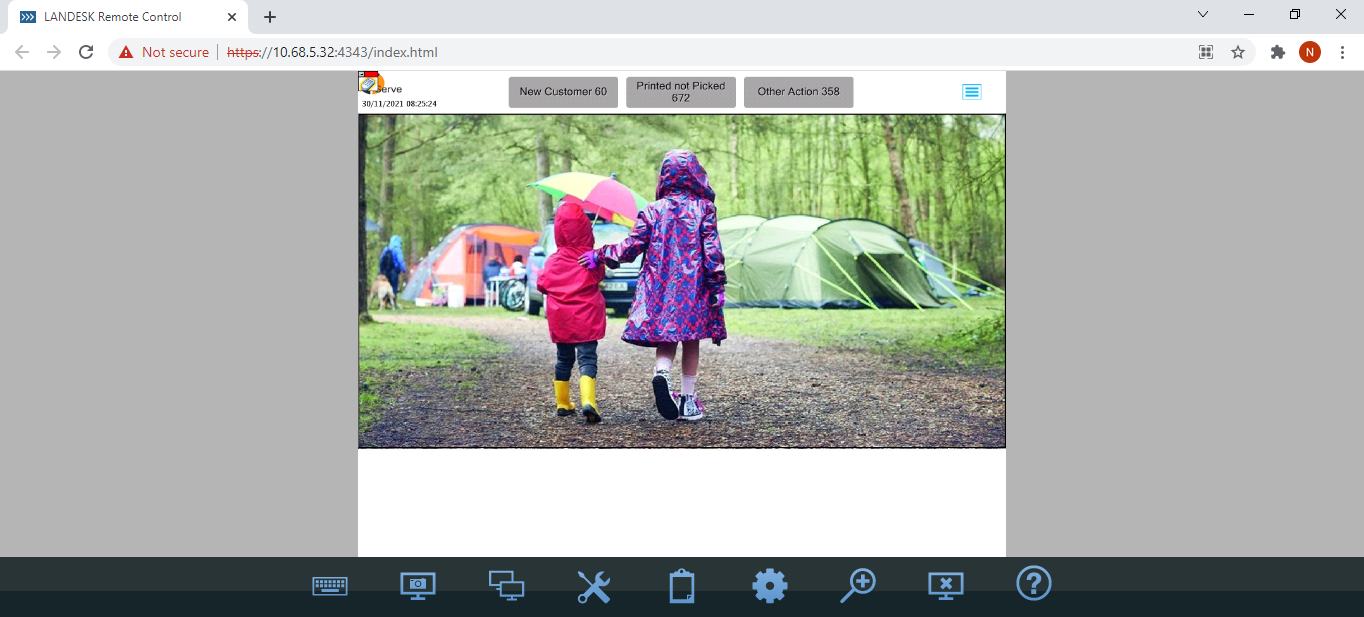 LANDESK Remote Control
Not secure
https://10.68.5.32:4343/index.html
N
erve
30/11/2021 08:25:24
New Customer 60
Printed not Picked
672
Other Action 358